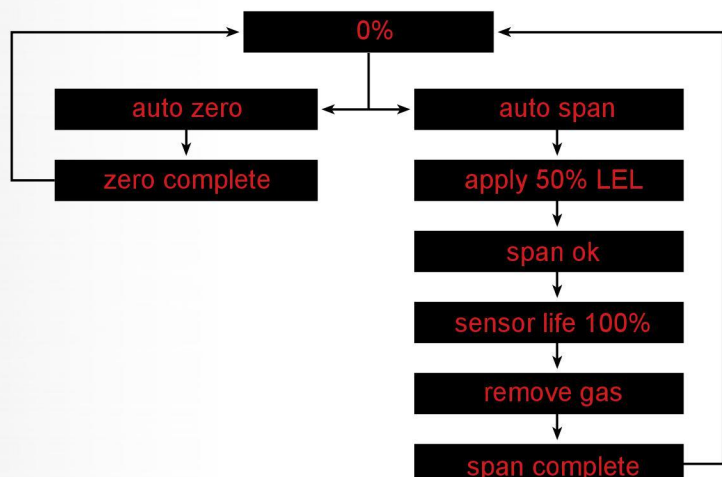 0%
auto zero
auto span
zero complete
apply 50% LEL
span ok
sensor life 100%
remove gas
span complete